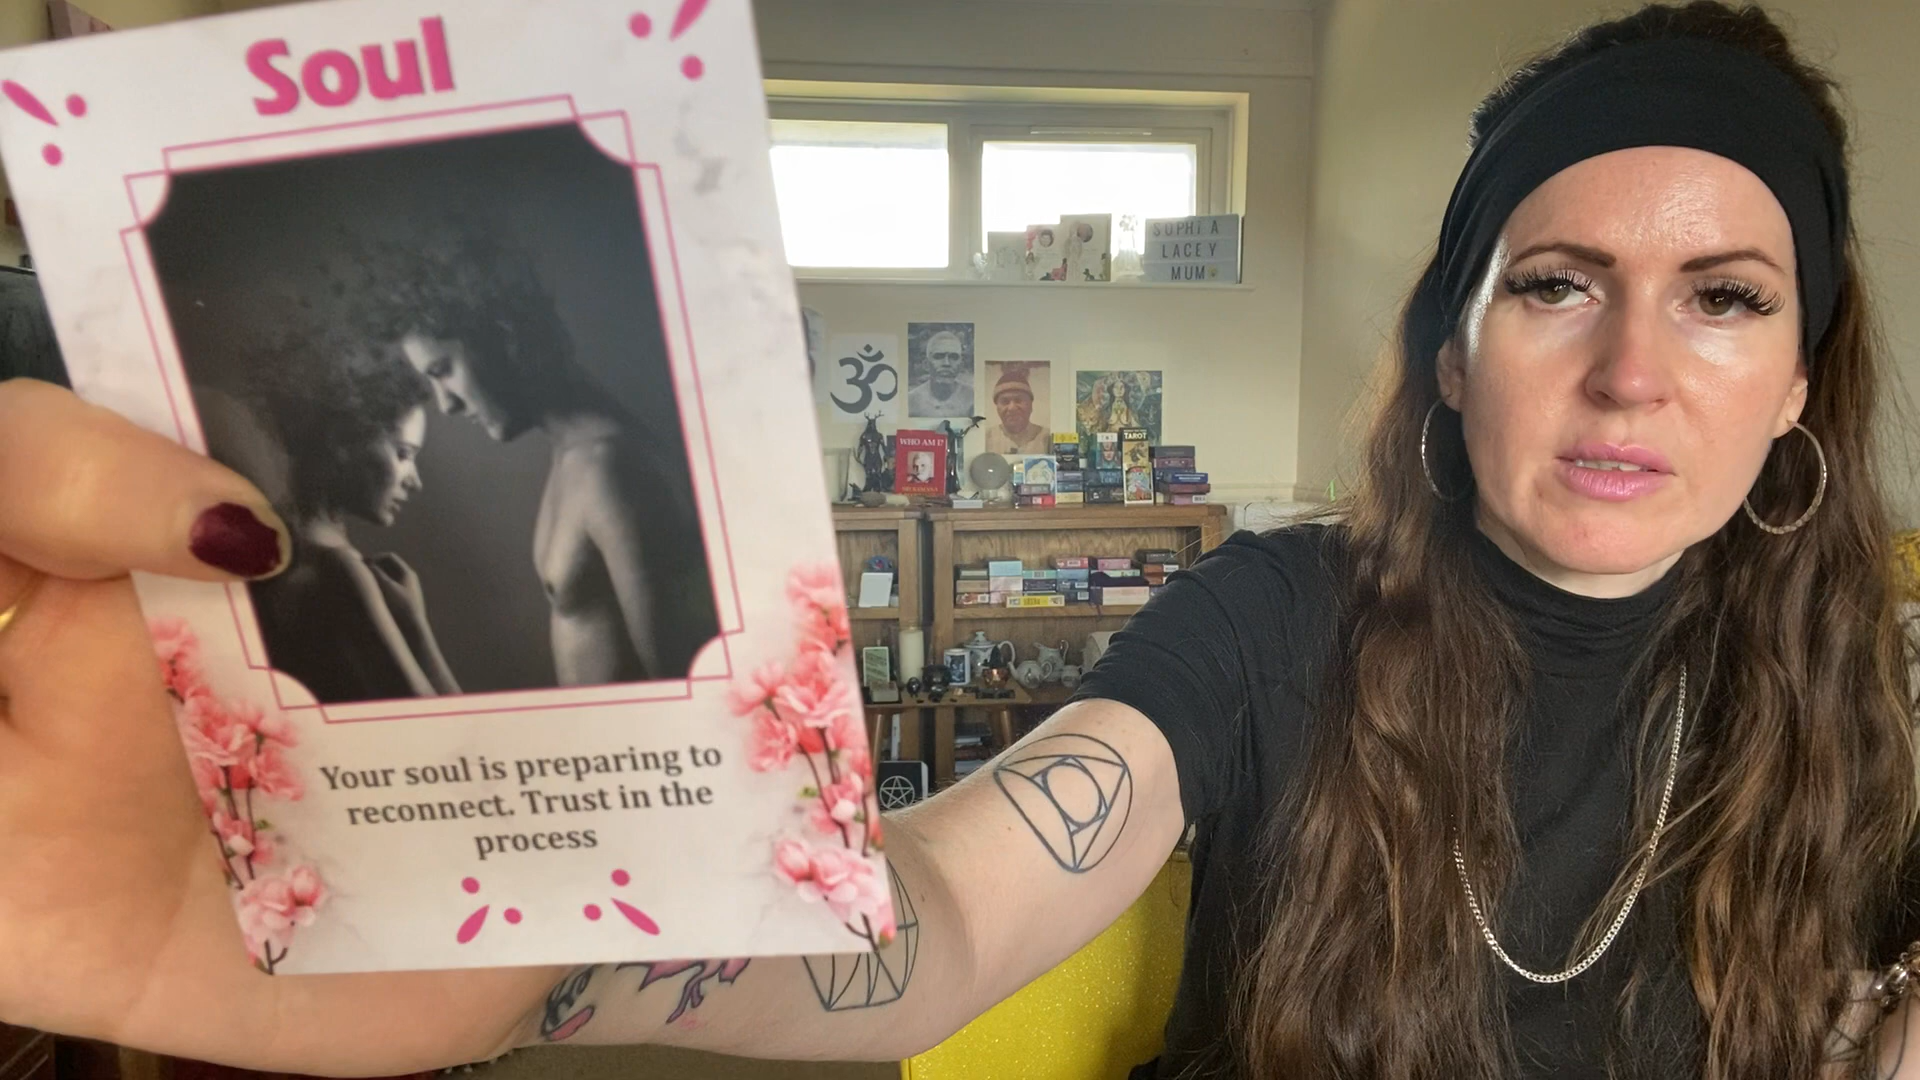 Soul
Your soul is preparing to
reconnect. Trust in the
process
SOPHIA
LACEY
MUM
ॐ
WHO AM I?
TAROT